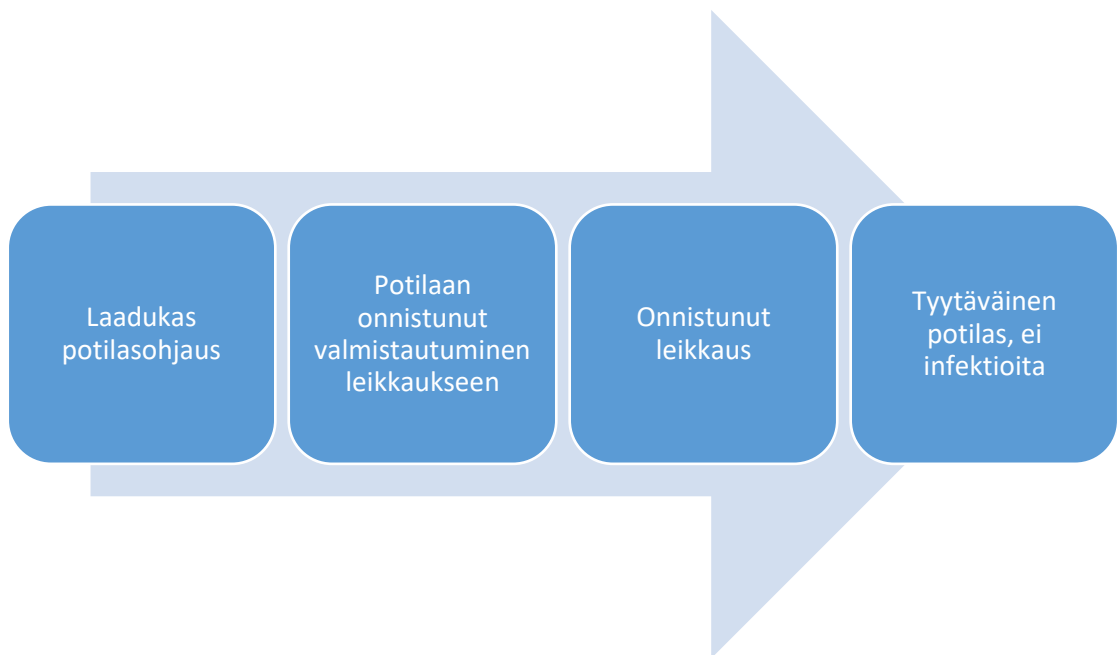 Laadukas
potilasohjaus
Potilaan
onnistunut
valmistautuminen
leikkaukseen
Onnistunut
leikkaus
Tyytäväinen
potilas, ei
infektioita